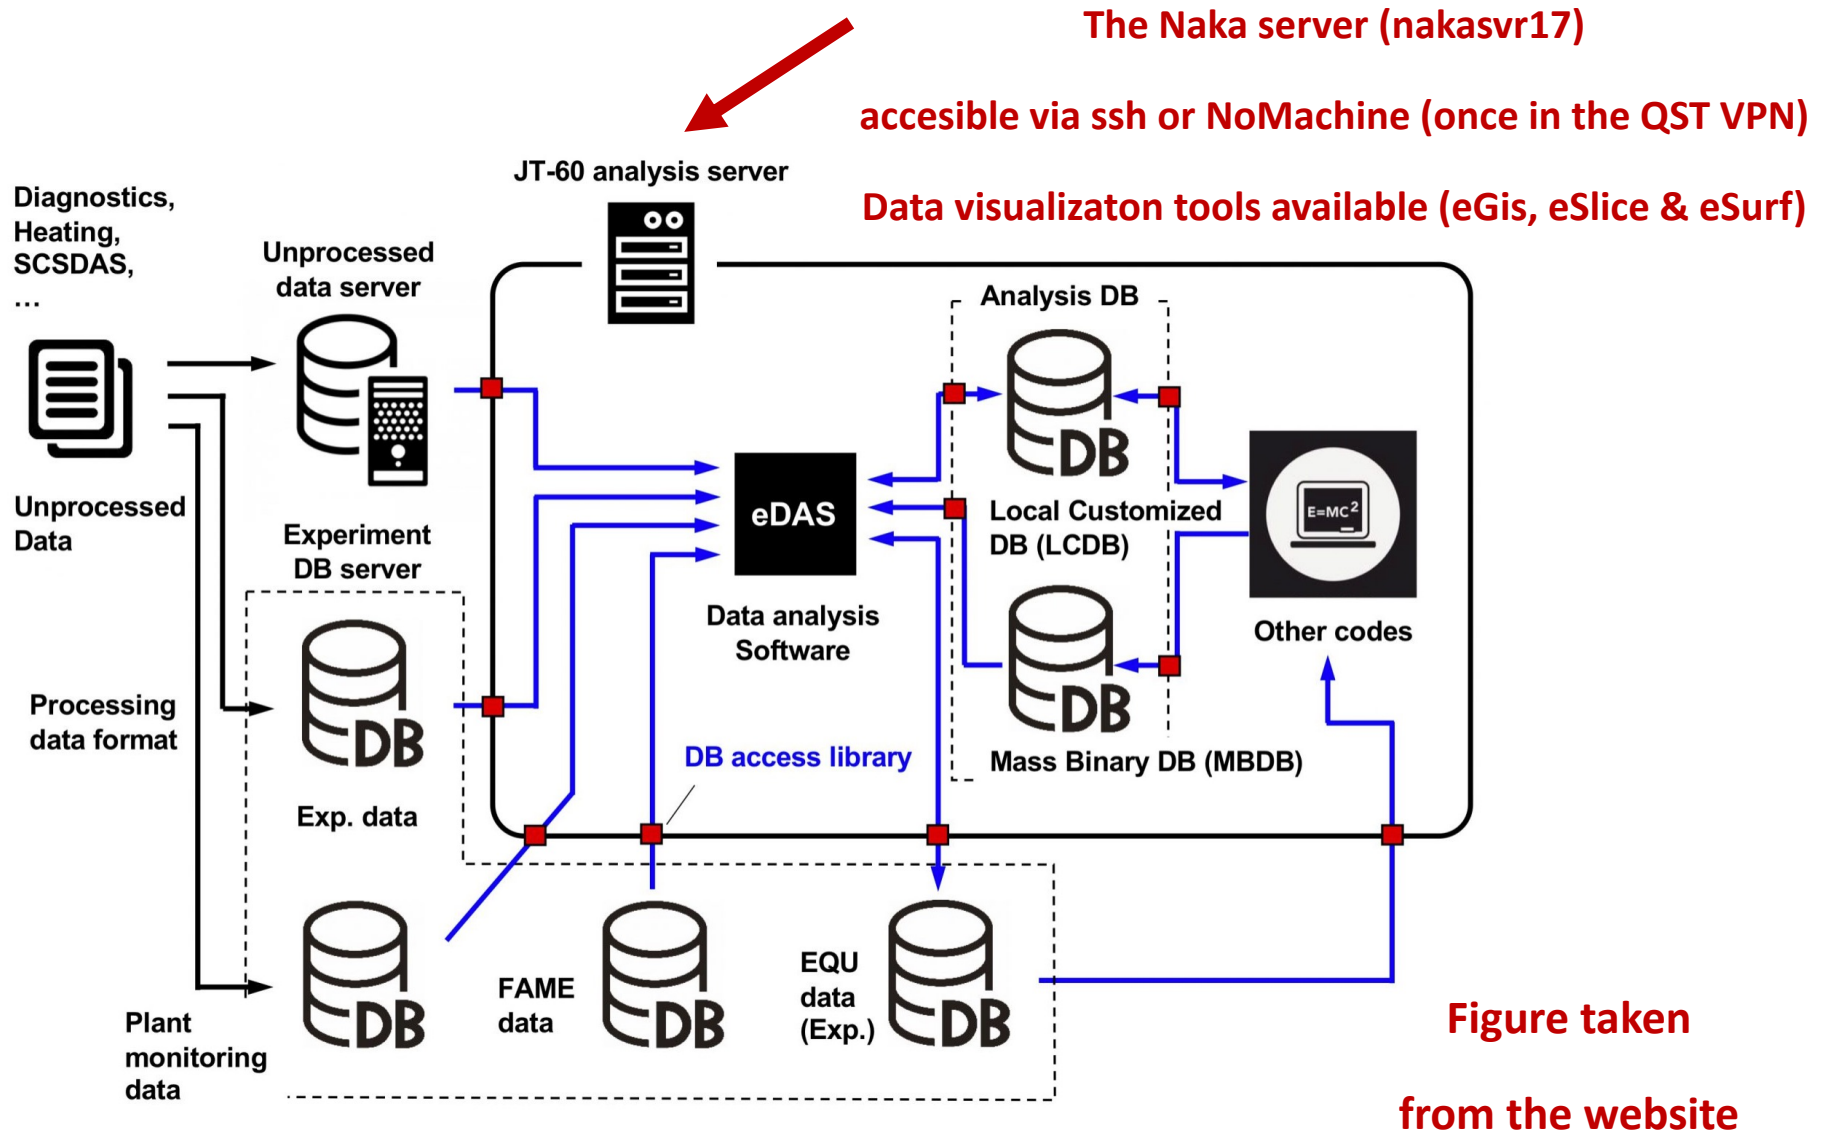 The Naka server (nakasvr17)
accesible via ssh or NoMachine (once in the QST VPN)
Data visualizaton tools available (eGis, eSlice & eSurf)
JT-60 analysis server
Diagnostics,
Heating,
SCSDAS,
...
Unprocessed
data server
Analysis DB
DB
eDAS
E=MC2
Unprocessed
Data
Local Customized
DB (LCDB)
Experiment
DB server
Data analysis
Software
Other codes
DB
DB
Processing
data format
DB access library
Mass Binary DB (MBDB)
Exp. data
EQU
data
(Exp.)
FAME
data
DB
DB
DB
Plant
monitoring
data
Figure taken
from the website